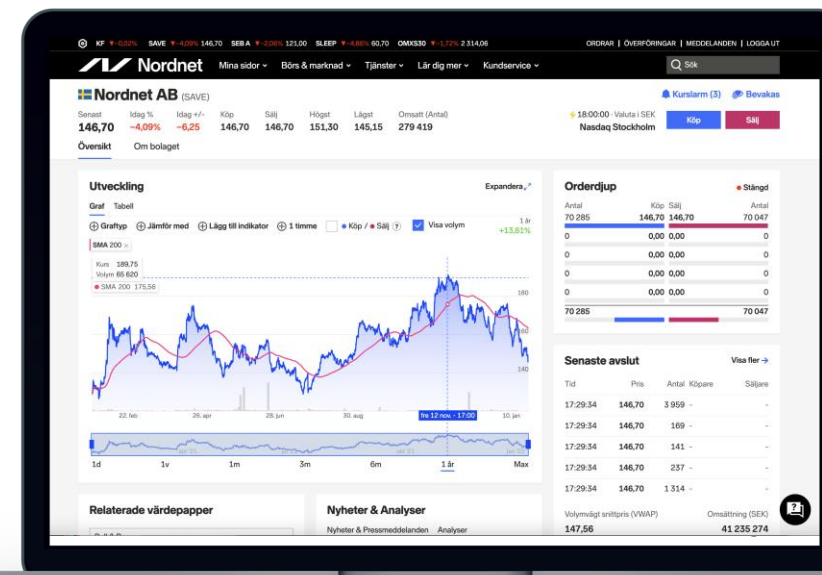 KF ▼-0,02% SAVE ▼-4,09% 146,70 SEB A ▼-2,06% 121,00 SLEEP ▼-4,86% 60,70 OMXS30 ▼-1,72% 2 314,06 ORDRAR | ÖVERFÖRINGAR | MEDDELANDEN | LOGGA UT
Nordnet Mina sidor Börs & marknad Tjänster Lär dig mer Kundservice Sök
Nordnet AB (SAVE) Kurslarm (3) Bevakas
Senast Idag % Idag +/- Köp Sälj Högst Lägst Omsatt (Antal) 18:00:00 · Valuta i SEK
146,70 -4,09% -6,25 146,70 146,70 151,30 145,15 279 419 Nasdaq Stockholm Köp Sälj
Översikt Om bolaget
Utveckling Expandera
Graf Tabell
Graftyp Jämför med Lägg till indikator 1 timme Köp / Sälj ? Visa volym 1 år
+13,61%
SMA 200 ×
Kurs 189,75
Volym 65 620
SMA 200 175,56
180
160
140
22. feb 26. apr 28. jun 30. aug fre 12 nov. - 17:00 10. jan
1d 1v 1m 3m 6m 1 år Max
Orderdjup Stängd
Antal Köp Sälj Antal
70 285 146,70 146,70 70 047
0 0,00 0,00 0
0 0,00 0,00 0
0 0,00 0,00 0
0 0,00 0,00 0
70 285 70 047
Senaste avslut Visa fler →
Tid Pris Antal Köpare Säljare
17:29:34 146,70 3 959 - -
17:29:34 146,70 169 - -
17:29:34 146,70 141 - -
17:29:34 146,70 237 - -
17:29:34 146,70 1 314 - -
Volymvägt snittpris (VWAP) Omsättning (SEK)
147,56 41 235 274
Relaterade värdepapper
Nyheter & Analyser
Nyheter & Pressmeddelanden Analyser